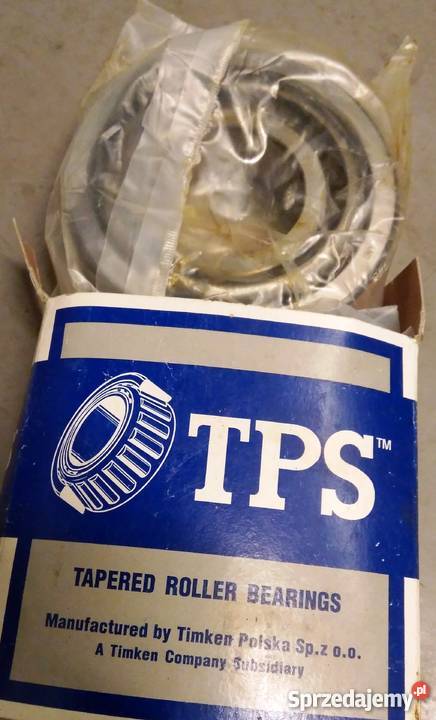 TPS™
TAPERED ROLLER BEARINGS
Manufactured by Timken Polska Sp.z o.o.
A Timken Company Subsidiary
Sprzedajemy.pl